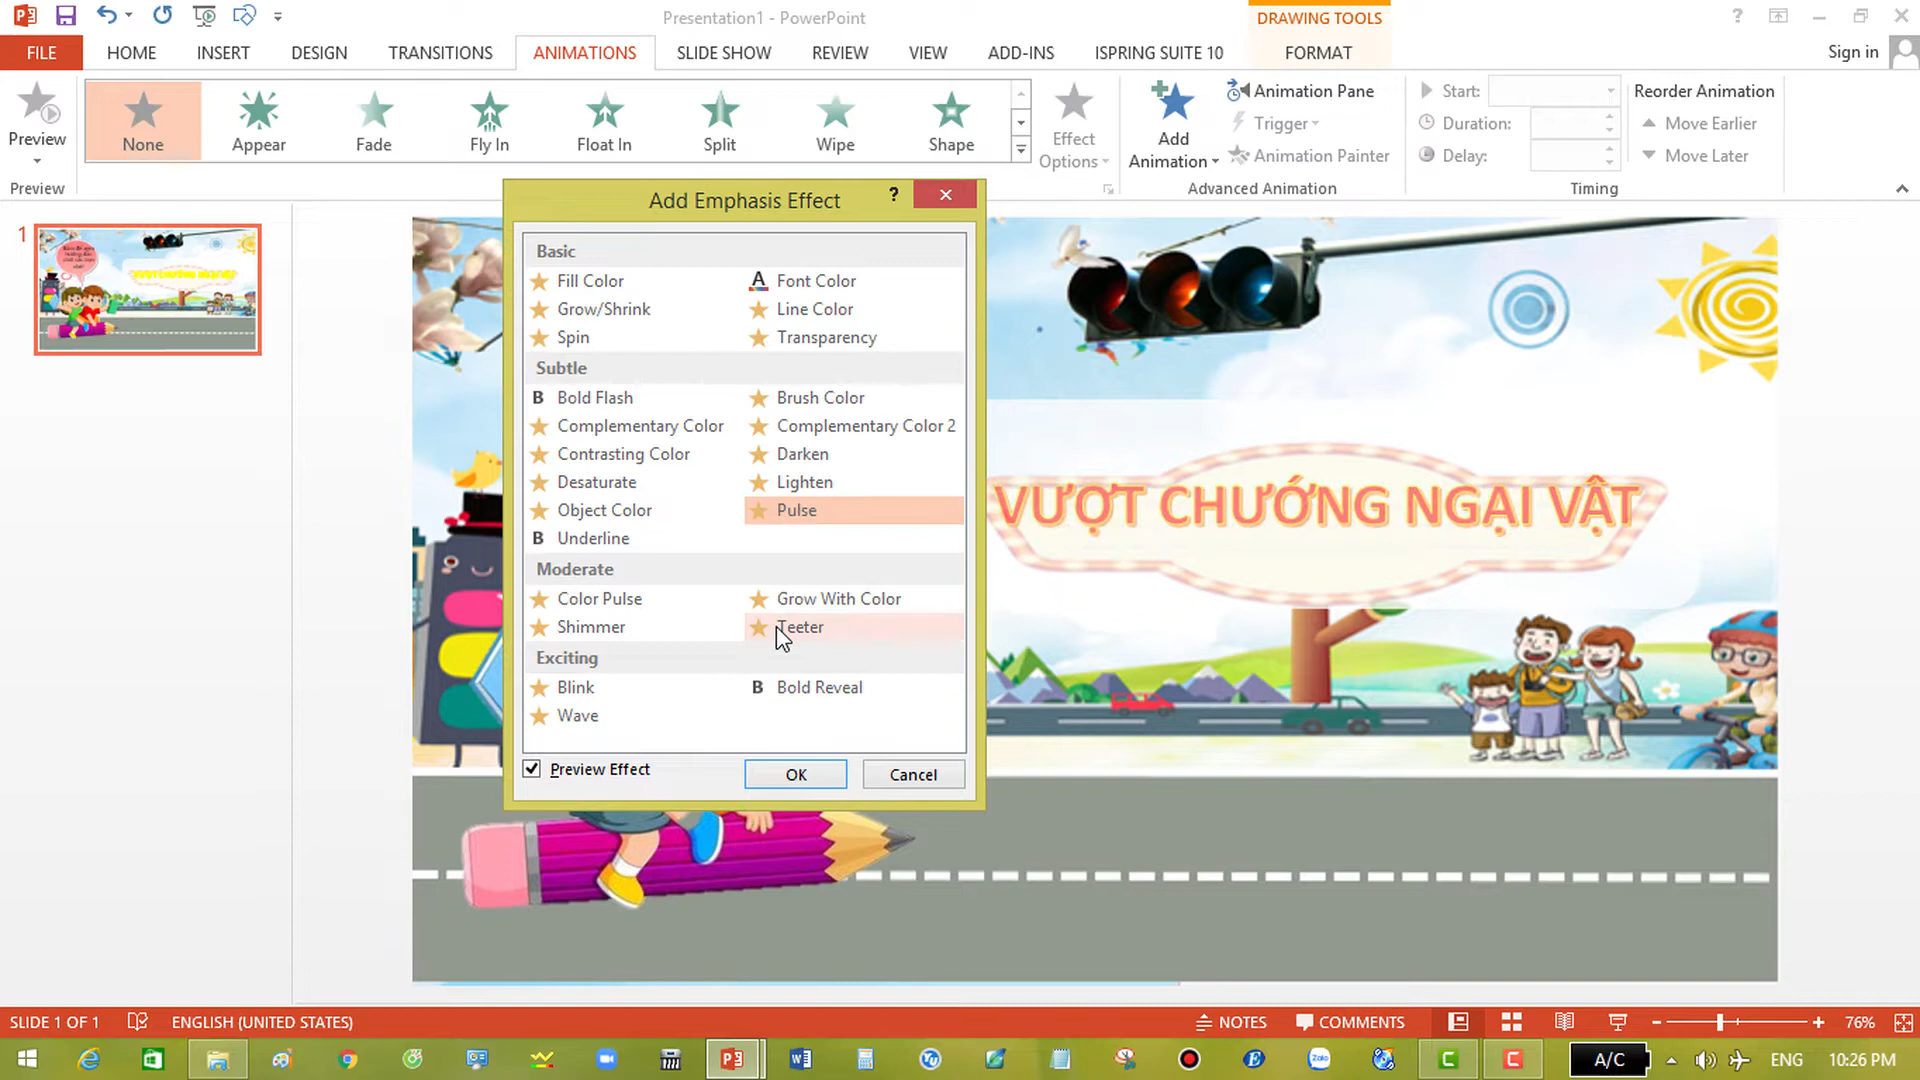 Presentation1 - PowerPoint
DRAWING TOOLS
?
FILE
HOME
INSERT
DESIGN
TRANSITIONS
ANIMATIONS
SLIDE SHOW
REVIEW
VIEW
ADD-INS
ISPRING SUITE 10
FORMAT
Sign in
Preview
None
Appear
Fade
Fly In
Float In
Split
Wipe
Shape
Effect
Options
Add
Animation
Animation Pane
Trigger
Animation Painter
Start:
Duration:
Delay:
Reorder Animation
Move Earlier
Move Later
Preview
Advanced Animation
Timing
1
Add Emphasis Effect
?
Basic
Fill Color
A Font Color
Grow/Shrink
Line Color
Spin
Transparency
Subtle
B Bold Flash
Brush Color
Complementary Color
Complementary Color 2
Contrasting Color
Darken
Desaturate
Lighten
Object Color
Pulse
B Underline
Moderate
Color Pulse
Grow With Color
Shimmer
Teeter
Exciting
Blink
B Bold Reveal
Wave
Preview Effect
OK
Cancel
VƯỢT CHƯỚNG NGẠI VẬT
SLIDE 1 OF 1
ENGLISH (UNITED STATES)
NOTES
COMMENTS
76%
A/C
ENG
10:26 PM